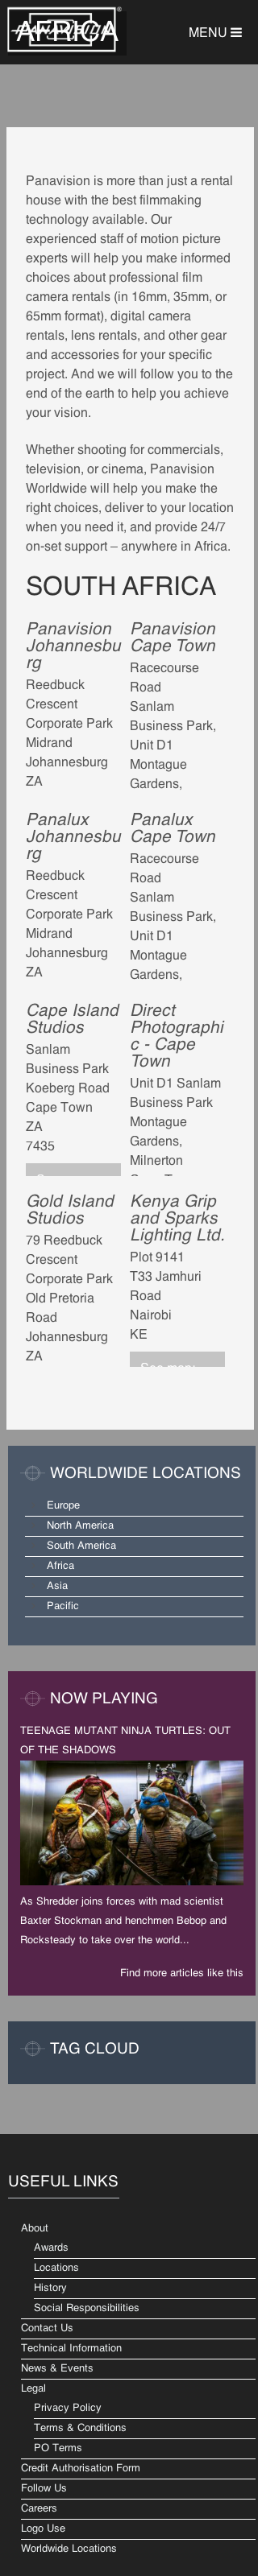 PANAVISION®
AFRICA
MENU
Panavision is more than just a rental
house with the best filmmaking
technology available. Our
experienced staff of motion picture
experts will help you make informed
choices about professional film
camera rentals (in 16mm, 35mm, or
65mm format), digital camera
rentals, lens rentals, and other gear
and accessories for your specific
project. And we will follow you to the
end of the earth to help you achieve
your vision.
Whether shooting for commercials,
television, or cinema, Panavision
Worldwide will help you make the
right choices, deliver to your location
when you need it, and provide 24/7
on-set support – anywhere in Africa.
SOUTH AFRICA
Panavision
Johannesbu
rg
Reedbuck
Crescent
Corporate Park
Midrand
Johannesburg
ZA
Panavision
Cape Town
Racecourse
Road
Sanlam
Business Park,
Unit D1
Montague
Gardens,
Panalux
Johannesbu
rg
Reedbuck
Crescent
Corporate Park
Midrand
Johannesburg
ZA
Panalux
Cape Town
Racecourse
Road
Sanlam
Business Park,
Unit D1
Montague
Gardens,
Cape Island
Studios
Sanlam
Business Park
Koeberg Road
Cape Town
ZA
7435
Direct
Photographi
c - Cape
Town
Unit D1 Sanlam
Business Park
Montague
Gardens,
Milnerton
Gold Island
Studios
79 Reedbuck
Crescent
Corporate Park
Old Pretoria
Road
Johannesburg
ZA
Kenya Grip
and Sparks
Lighting Ltd.
Plot 9141
T33 Jamhuri
Road
Nairobi
KE
See map:
WORLDWIDE LOCATIONS
Europe
North America
South America
Africa
Asia
Pacific
NOW PLAYING
TEENAGE MUTANT NINJA TURTLES: OUT
OF THE SHADOWS
As Shredder joins forces with mad scientist
Baxter Stockman and henchmen Bebop and
Rocksteady to take over the world...
Find more articles like this
TAG CLOUD
USEFUL LINKS
About
Awards
Locations
History
Social Responsibilities
Contact Us
Technical Information
News & Events
Legal
Privacy Policy
Terms & Conditions
PO Terms
Credit Authorisation Form
Follow Us
Careers
Logo Use
Worldwide Locations